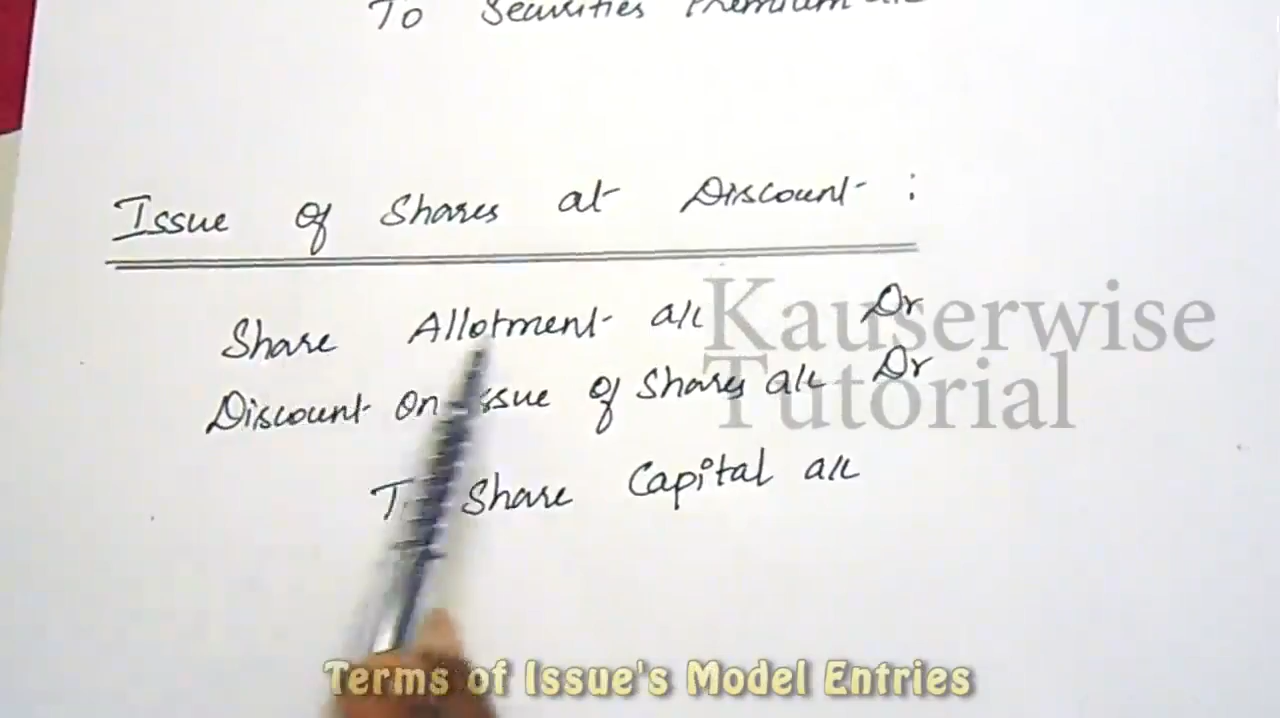 To Securities Premium a/c
Issue of Shares at Discount :
Share Allotment a/c Dr
Discount on issue of Shares a/c Dr
To Share Capital a/c
Kauserwise
Tutorial
Terms of Issue's Model Entries